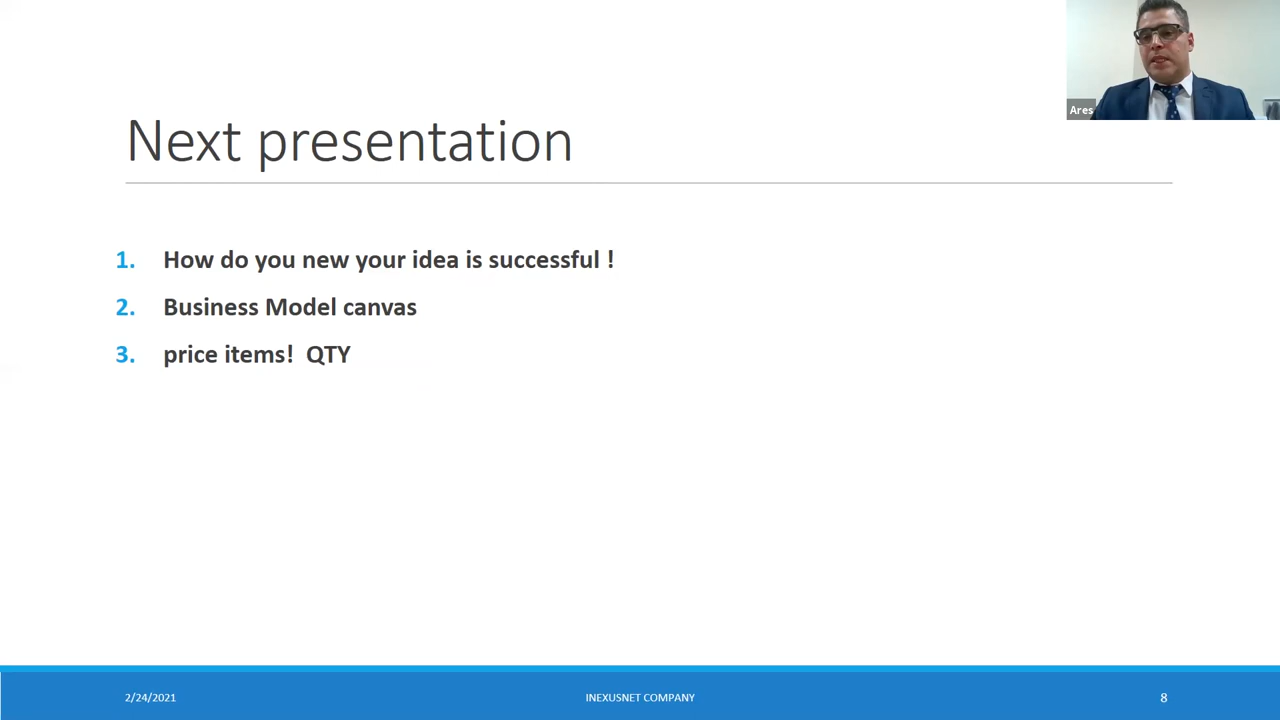 Ares
Next presentation
1. How do you new your idea is successful !
2. Business Model canvas
3. price items! QTY
2/24/2021 INEXUSNET COMPANY 8